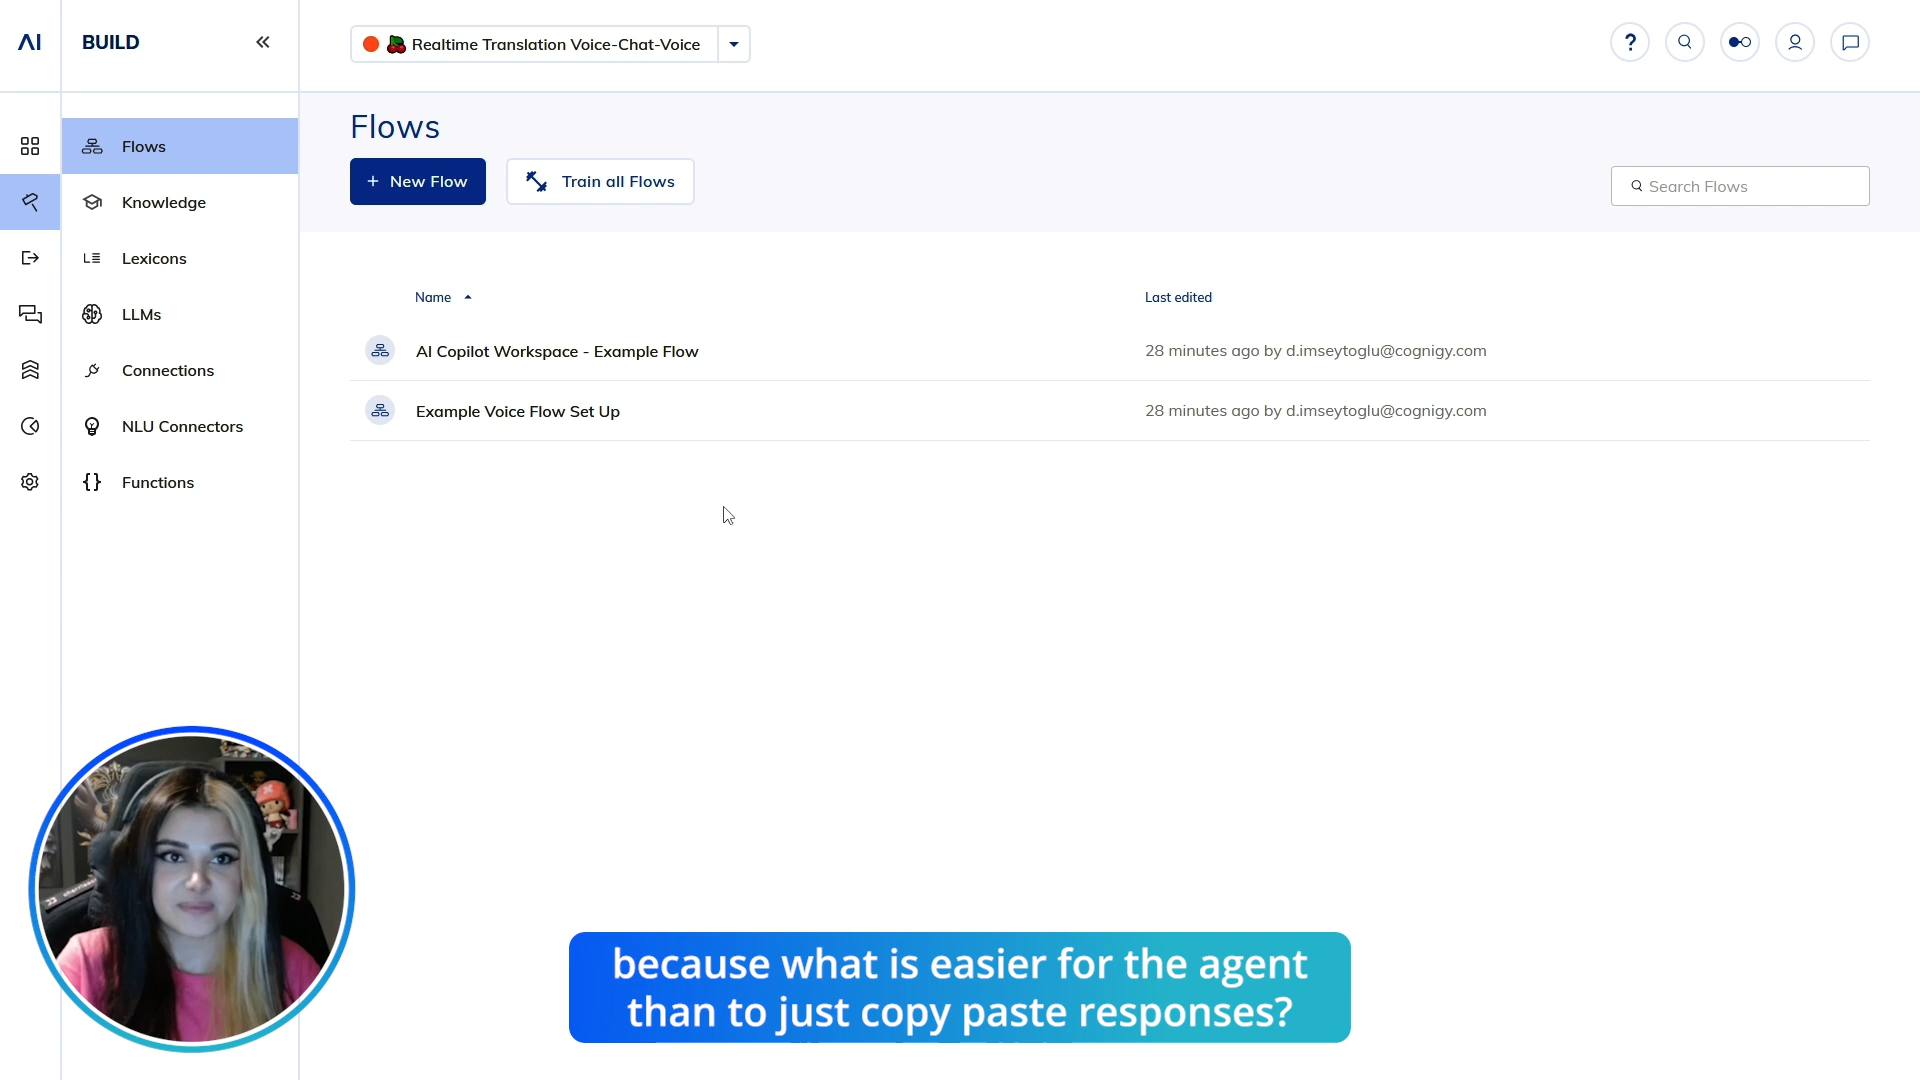 AI
BUILD
Realtime Translation Voice-Chat-Voice
?
Flows
Knowledge
Lexicons
LLMs
Connections
NLU Connectors
Functions
Flows
+ New Flow
Train all Flows
Search Flows
Name
Last edited
AI Copilot Workspace - Example Flow
28 minutes ago by d.imseytoglu@cognigy.com
Example Voice Flow Set Up
28 minutes ago by d.imseytoglu@cognigy.com
because what is easier for the agent
than to just copy paste responses?